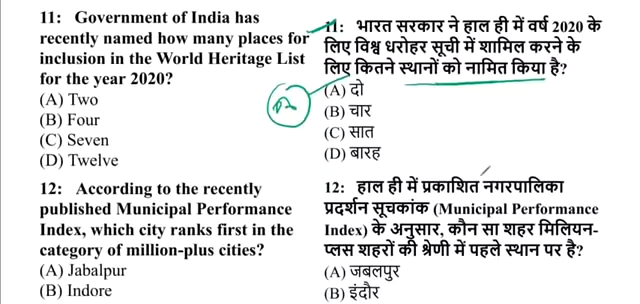 11: Government of India has
recently named how many places for
inclusion in the World Heritage List
for the year 2020?
(A) Two
(B) Four
(C) Seven
(D) Twelve
12: According to the recently
published Municipal Performance
Index, which city ranks first in the
category of million-plus cities?
(A) Jabalpur
(B) Indore
11: भारत सरकार ने हाल ही में वर्ष 2020 के
लिए विश्व धरोहर सूची में शामिल करने के
लिए कितने स्थानों को नामित किया है?
(A) दो
(B) चार
(C) सात
(D) बारह
12: हाल ही में प्रकाशित नगरपालिका
प्रदर्शन सूचकांक (Municipal Performance
Index) के अनुसार, कौन सा शहर मिलियन-
प्लस शहरों की श्रेणी में पहले स्थान पर है?
(A) जबलपुर
(B) इंदौर